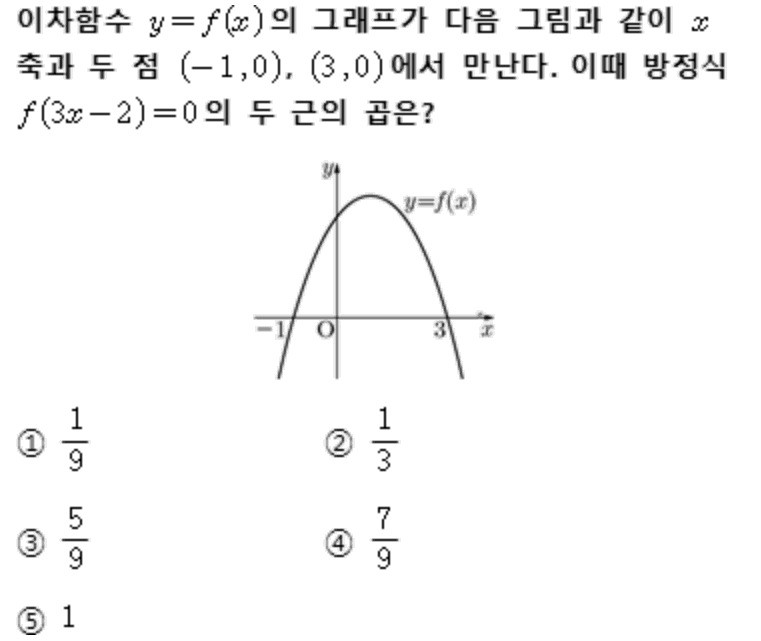 이차함수 y=f(x)의 그래프가 다음 그림과 같이 x
축과 두 점 (−1,0), (3,0)에서 만난다. 이때 방정식
f(3x−2)=0의 두 근의 곱은?
y
y=f(x)
−1 O 3 x
① 1/9 ② 1/3
③ 5/9 ④ 7/9
⑤ 1